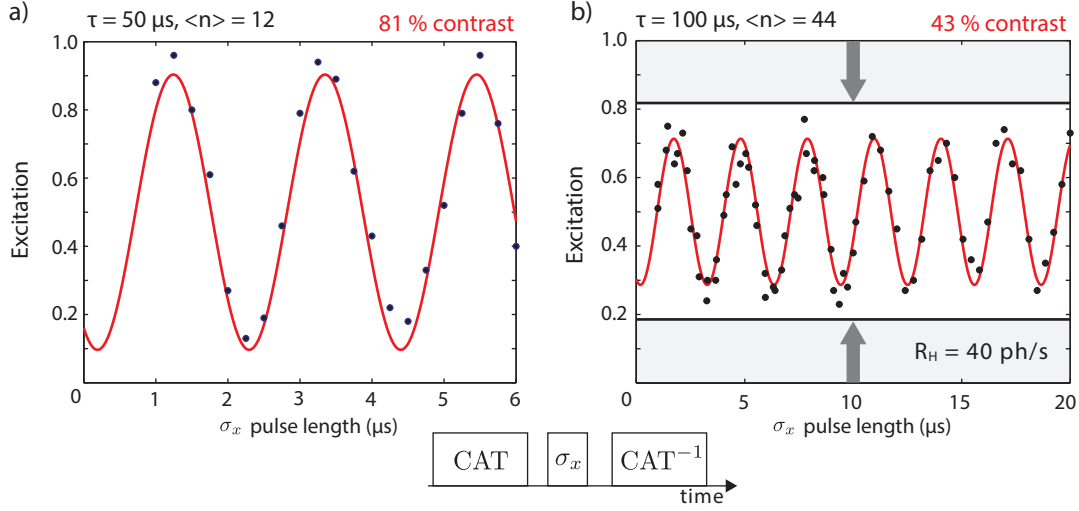 a)
τ = 50 μs, <n> = 12
81 % contrast
1.0
0.8
0.6
0.4
0.2
Excitation
0
1
2
3
4
5
6
σx pulse length (μs)
b)
τ = 100 μs, <n> = 44
43 % contrast
1.0
0.8
0.6
0.4
0.2
Excitation
RH = 40 ph/s
0
5
10
15
20
σx pulse length (μs)
CAT
σx
CAT⁻¹
time